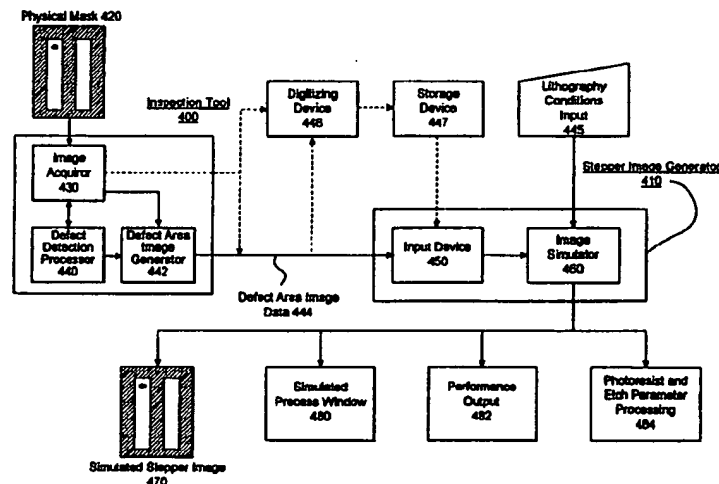 Physical Mask 420
Inspection Tool
400
Image
Acquiror
430
Defect
Detection
Processor
440
Defect Area
Image
Generator
442
Digitizing
Device
446
Storage
Device
447
Lithography
Conditions
Input
445
Stepper Image Generator
410
Input Device
450
Image
Simulator
460
Defect Area Image
Data 444
Simulated Stepper Image
470
Simulated
Process Window
480
Performance
Output
482
Photoresist and
Etch Parameter
Processing
484